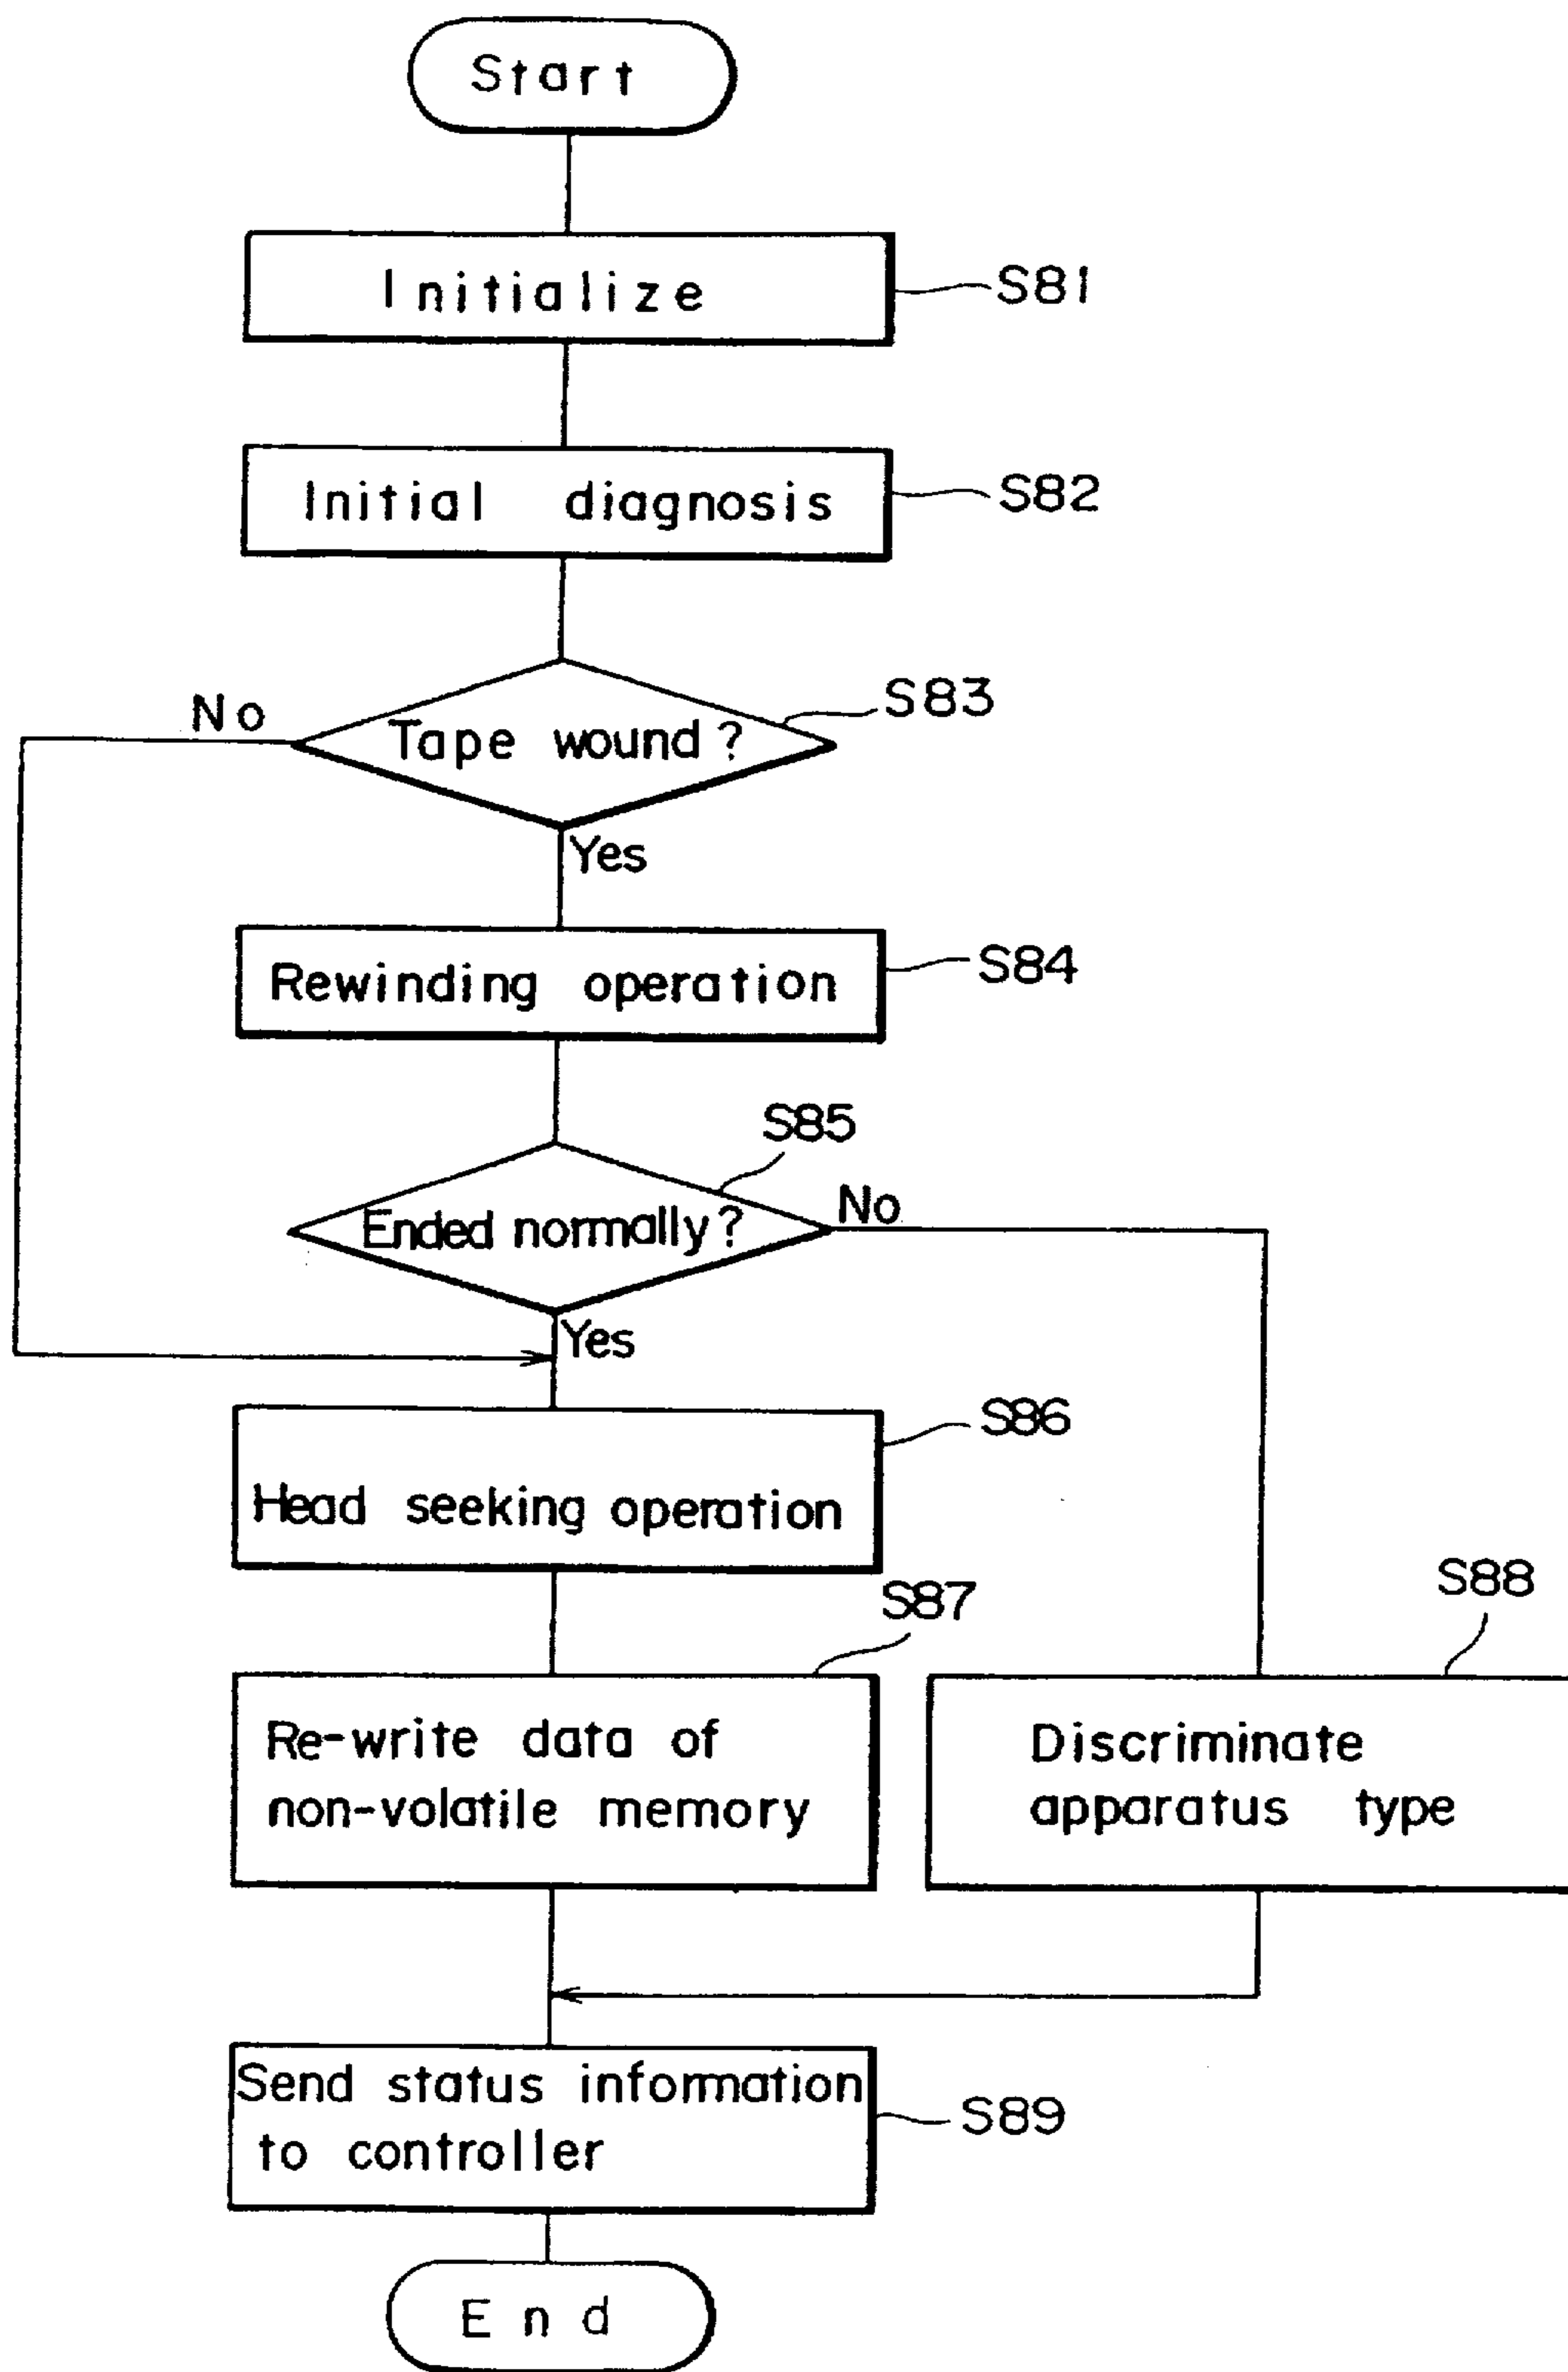 Start
Initialize
S81
Initial diagnosis
S82
S83
No
Tape wound?
Yes
Rewinding operation
S84
S85
Ended normally?
No
Yes
S86
Head seeking operation
S87
S88
Re-write data of
non-volatile memory
Discriminate
apparatus type
Send status information
to controller
S89
End